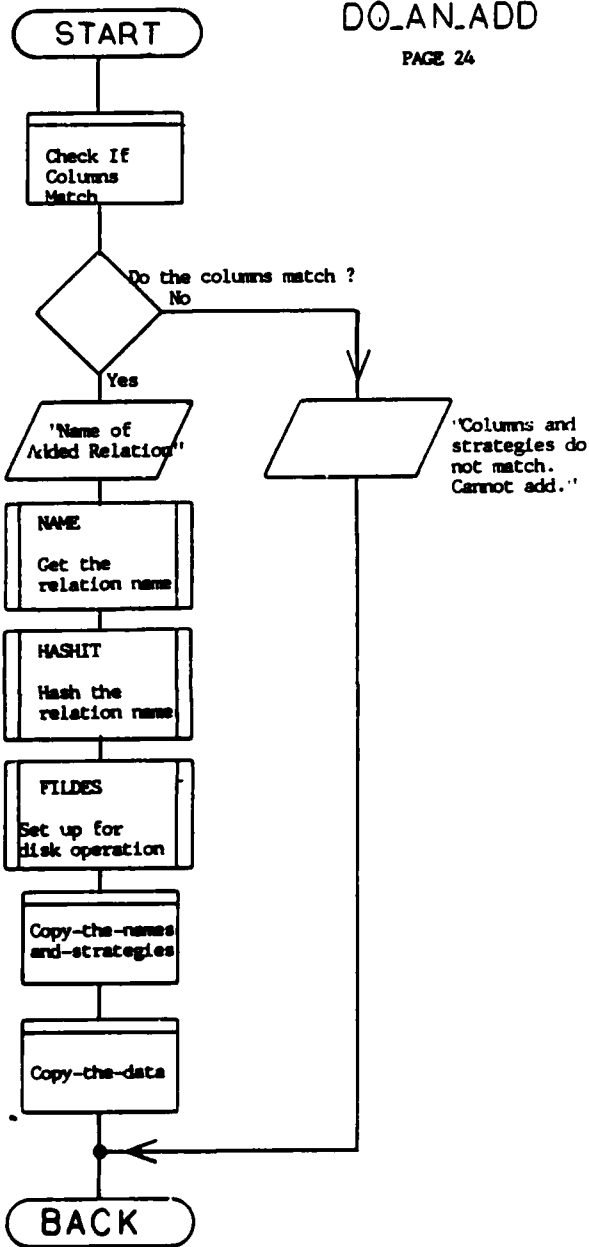 DO_AN_ADD
PAGE 24
START
Check If
Columns
Match
Do the columns match ?
No
Yes
"Name of
Added Relation"
"Columns and
strategies do
not match.
Cannot add."
NAME
Get the
relation name
HASHIT
Hash the
relation name
FILDES
Set up for
disk operation
Copy-the-names
and-strategies
Copy-the-data
BACK